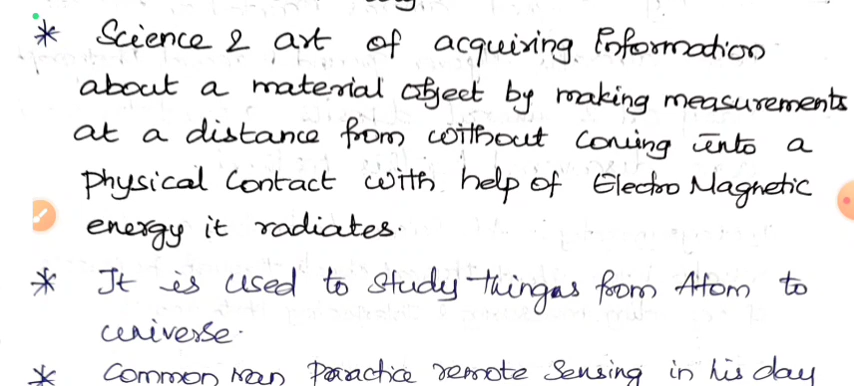 * Science & art of acquiring Information
about a material object by making measurements
at a distance from without coming into a
physical contact with help of Electro Magnetic
energy it radiates.
* It is used to study things from Atom to
universe.
* Common man practice remote sensing in his day